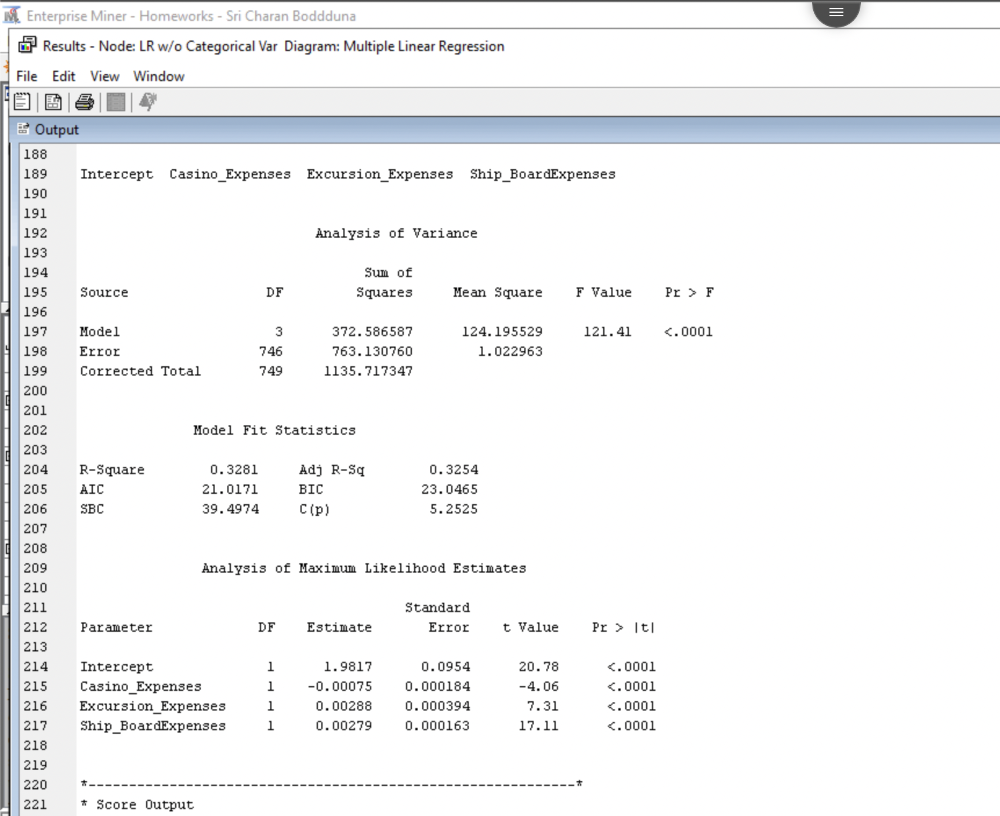 Enterprise Miner - Homeworks - Sri Charan Boddduna
Results - Node: LR w/o Categorical Var Diagram: Multiple Linear Regression
File Edit View Window
Output
188
189 Intercept Casino_Expenses Excursion_Expenses Ship_BoardExpenses
190
191
192 Analysis of Variance
193
194 Sum of
195 Source DF Squares Mean Square F Value Pr > F
196
197 Model 3 372.586587 124.195529 121.41 <.0001
198 Error 746 763.130760 1.022963
199 Corrected Total 749 1135.717347
200
201
202 Model Fit Statistics
203
204 R-Square 0.3281 Adj R-Sq 0.3254
205 AIC 21.0171 BIC 23.0465
206 SBC 39.4974 C(p) 5.2525
207
208
209 Analysis of Maximum Likelihood Estimates
210
211 Standard
212 Parameter DF Estimate Error t Value Pr > |t|
213
214 Intercept 1 1.9817 0.0954 20.78 <.0001
215 Casino_Expenses 1 -0.00075 0.000184 -4.06 <.0001
216 Excursion_Expenses 1 0.00288 0.000394 7.31 <.0001
217 Ship_BoardExpenses 1 0.00279 0.000163 17.11 <.0001
218
219
220 *------------------------------------------------------------*
221 * Score Output